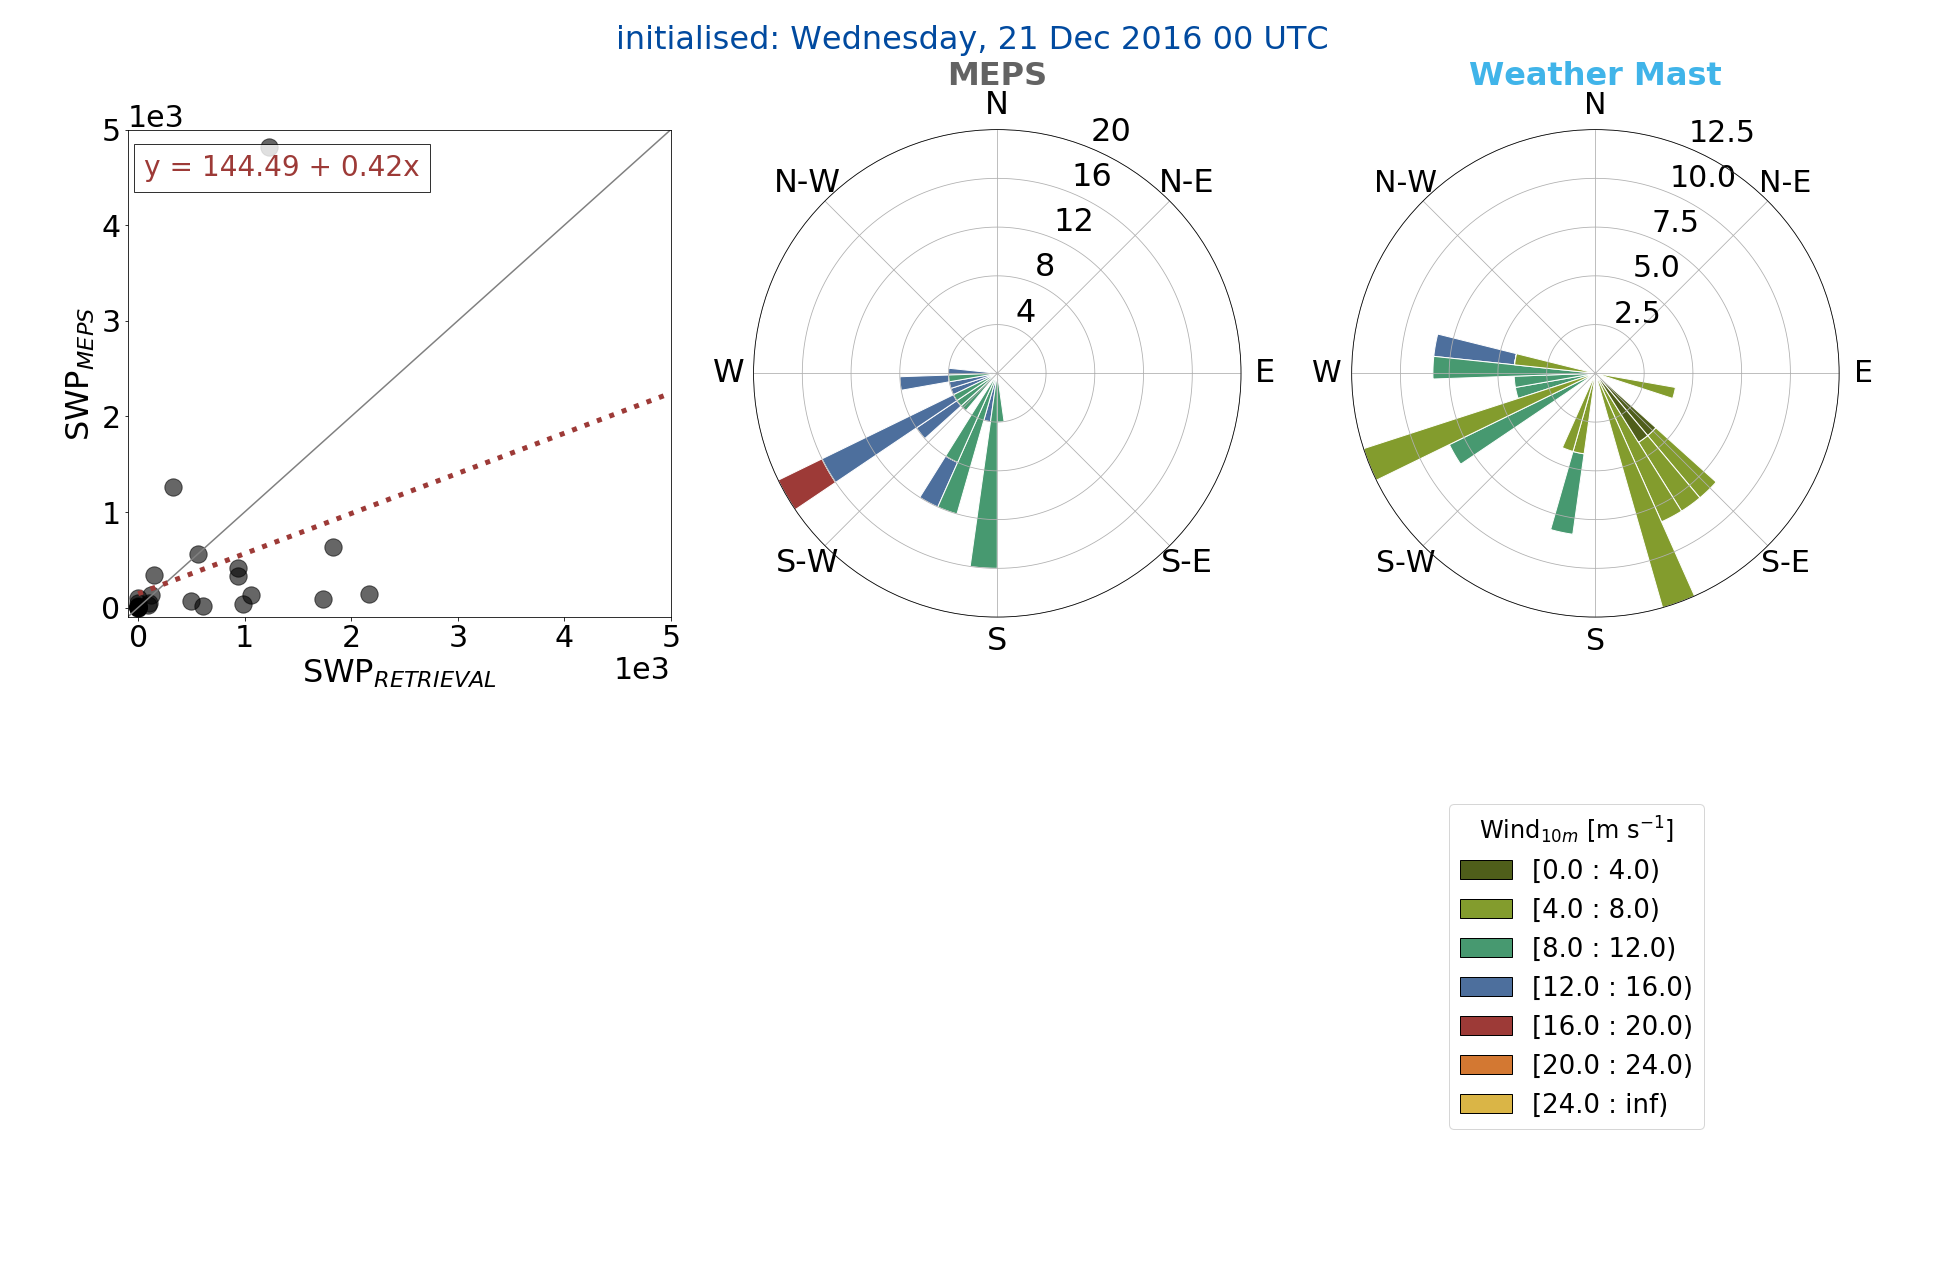 initialised: Wednesday, 21 Dec 2016 00 UTC
MEPS
Weather Mast
1e3
5
4
3
2
1
0
y = 144.49 + 0.42x
SWP_MEPS
0 1 2 3 4 5
1e3
SWP_RETRIEVAL
N
N-E
E
S-E
S
S-W
W
N-W
20
16
12
8
4
N
N-E
E
S-E
S
S-W
W
N-W
12.5
10.0
7.5
5.0
2.5
Wind_10m [m s^−1]
[0.0 : 4.0)
[4.0 : 8.0)
[8.0 : 12.0)
[12.0 : 16.0)
[16.0 : 20.0)
[20.0 : 24.0)
[24.0 : inf)